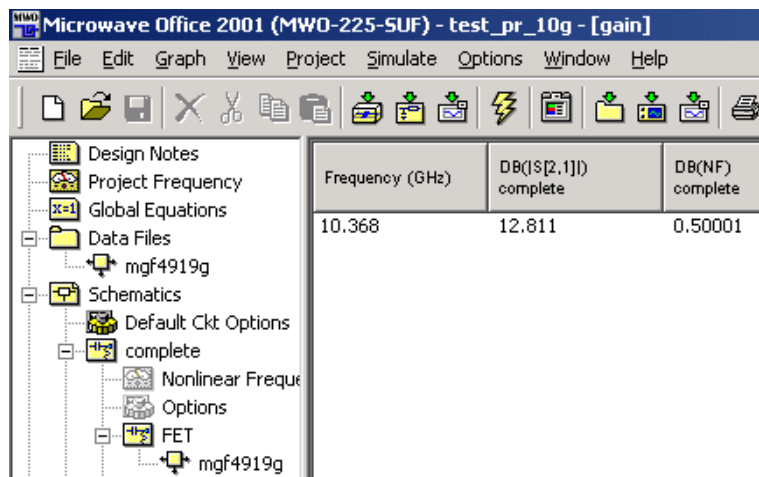 Microwave Office 2001 (MWO-225-SUF) - test_pr_10g - [gain]
File Edit Graph View Project Simulate Options Window Help
Design Notes
Project Frequency
Global Equations
Data Files
mgf4919g
Schematics
Default Ckt Options
complete
Nonlinear Freque
Options
FET
mgf4919g
Frequency (GHz)
DB(|S[2,1]|)
complete
DB(NF)
complete
10.368 12.811 0.50001